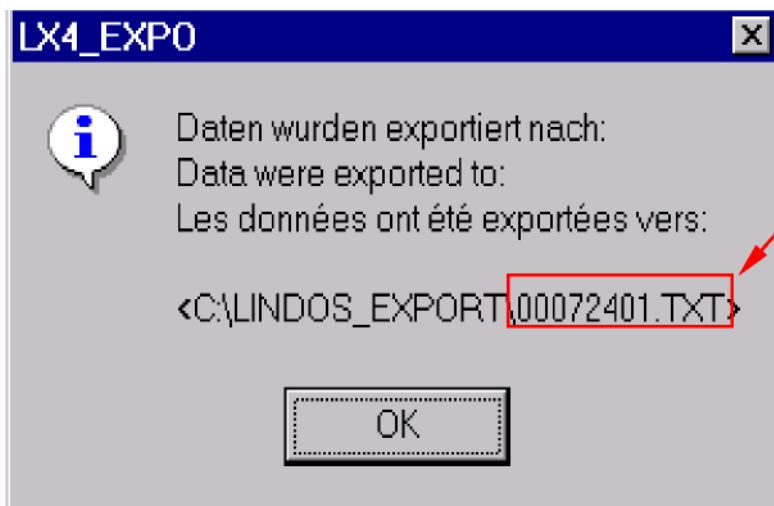 LX4_EXPO
Daten wurden exportiert nach:
Data were exported to:
Les données ont été exportées vers:
<C:\LINDOS_EXPORT\00072401.TXT>
OK